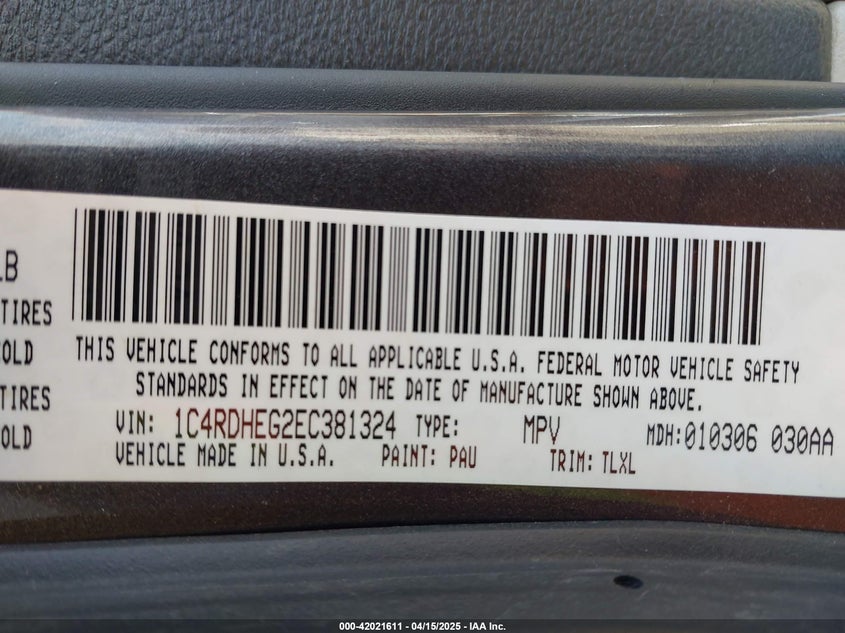 LB
TIRES
THIS VEHICLE CONFORMS TO ALL APPLICABLE U.S.A. FEDERAL MOTOR VEHICLE SAFETY
OLD
STANDARDS IN EFFECT ON THE DATE OF MANUFACTURE SHOWN ABOVE.
TIRES
VIN: 1C4RDHEG2EC381324 TYPE: MPV MDH:010306 030AA
OLD
VEHICLE MADE IN U.S.A. PAINT: PAU TRIM: TLXL
000-42021611 - 04/15/2025 - IAA Inc.